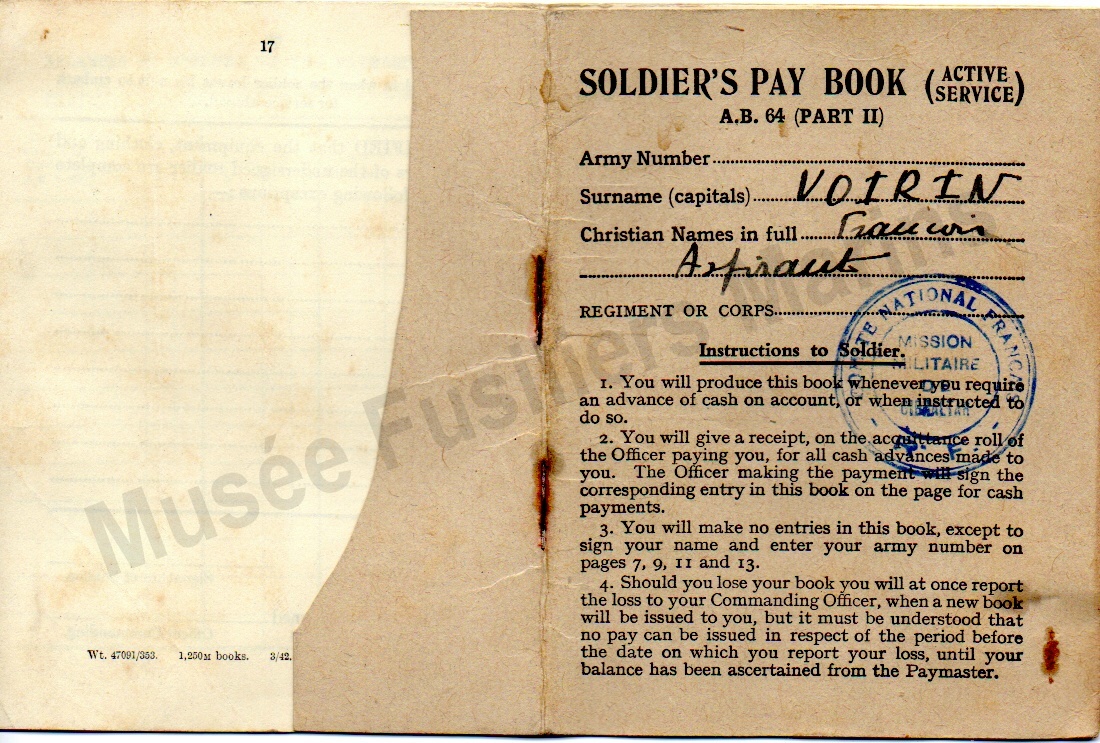 17
Wt. 47091/353. 1,250M books. 3/42.
SOLDIER'S PAY BOOK (ACTIVE SERVICE)
A.B. 64 (PART II)
Army Number
Surname (capitals) VOIRIN
Christian Names in full Francois
Aspirant
REGIMENT OR CORPS
COMITE NATIONAL FRANCAIS
MISSION
MILITAIRE
DE
GIBRALTAR
Instructions to Soldier.
1. You will produce this book whenever you require
an advance of cash on account, or when instructed to
do so.
2. You will give a receipt, on the acquittance roll of
the Officer paying you, for all cash advances made to
you. The Officer making the payment will sign the
corresponding entry in this book on the page for cash
payments.
3. You will make no entries in this book, except to
sign your name and enter your army number on
pages 7, 9, 11 and 13.
4. Should you lose your book you will at once report
the loss to your Commanding Officer, when a new book
will be issued to you, but it must be understood that
no pay can be issued in respect of the period before
the date on which you report your loss, until your
balance has been ascertained from the Paymaster.
Musée Fusiliers Marins